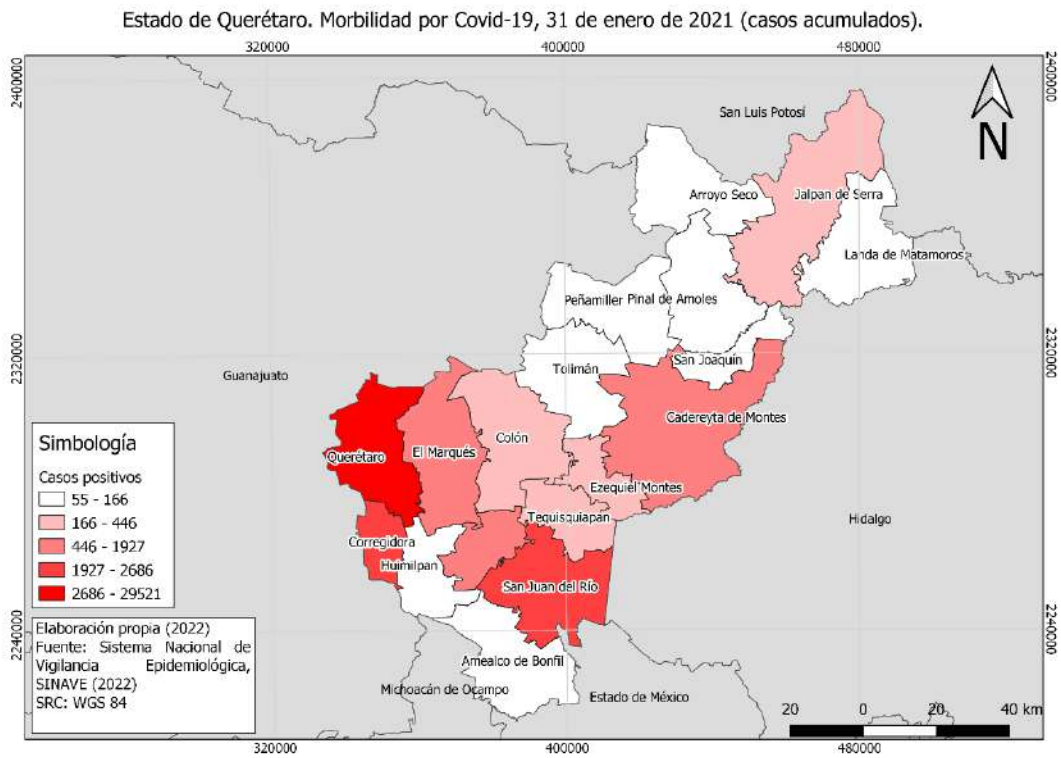 Estado de Querétaro. Morbilidad por Covid-19, 31 de enero de 2021 (casos acumulados).
320000
400000
480000
2400000
2400000
San Luis Potosí
N
Arroyo Seco
Jalpan de Serra
Landa de Matamoros
Peñamiller
Pinal de Amoles
2320000
2320000
San Joaquín
Tolimán
Guanajuato
Cadereyta de Montes
Simbología
Colón
El Marqués
Querétaro
Casos positivos
55 - 166
Ezequiel Montes
166 - 446
Tequisquiapan
Hidalgo
446 - 1927
Corregidora
1927 - 2686
Huimilpan
San Juan del Río
2686 - 29521
Elaboración propia (2022)
Fuente: Sistema Nacional de
Vigilancia Epidemiológica,
SINAVE (2022)
SRC: WGS 84
2240000
2240000
Amealco de Bonfil
Michoacán de Ocampo
Estado de México
20 0 20 40 km
320000
400000
480000